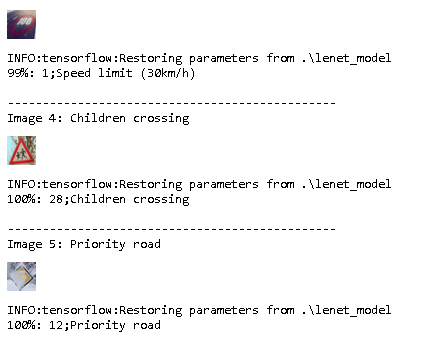 INFO:tensorflow:Restoring parameters from .\lenet_model
99%: 1;Speed limit (30km/h)
-----------------------------------------------
Image 4: Children crossing
INFO:tensorflow:Restoring parameters from .\lenet_model
100%: 28;Children crossing
-----------------------------------------------
Image 5: Priority road
INFO:tensorflow:Restoring parameters from .\lenet_model
100%: 12;Priority road